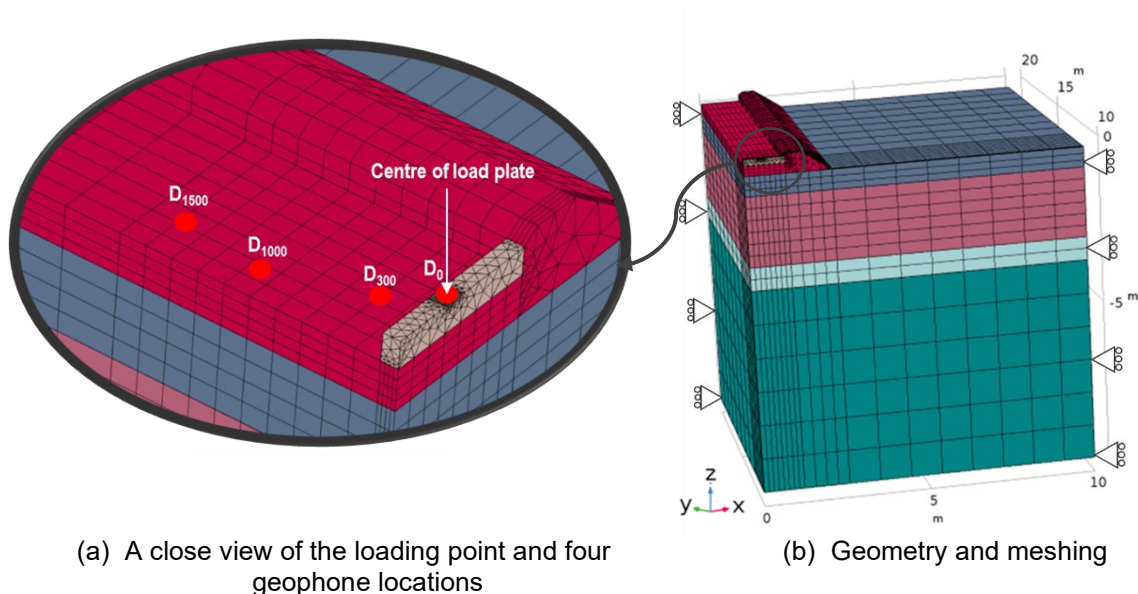 Centre of load plate
D1500
D1000
D300
D0
20
m
15
10
0
-5 m
z
y x
0
5
m
10
(a) A close view of the loading point and four
geophone locations
(b) Geometry and meshing